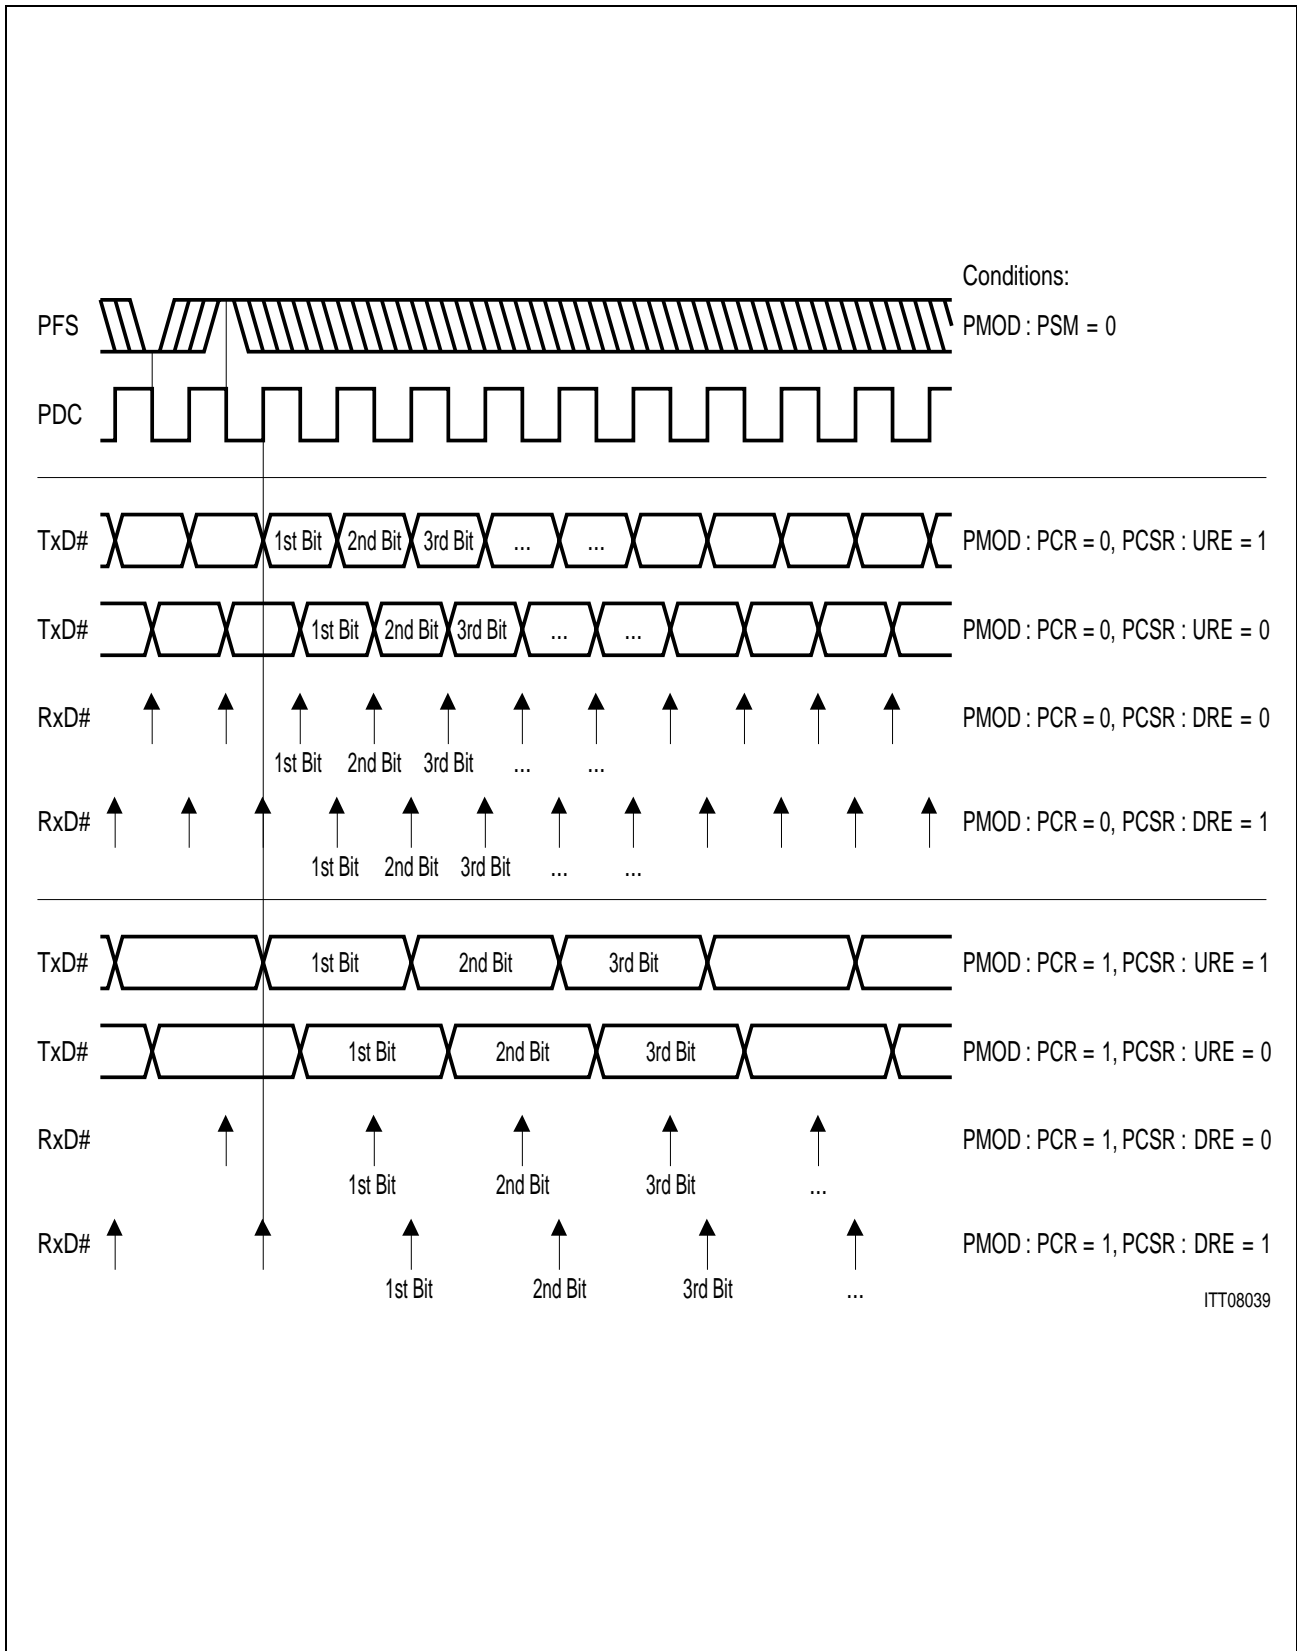 Conditions:
PFS
PMOD : PSM = 0
PDC
TxD# 1st Bit 2nd Bit 3rd Bit ... ... PMOD : PCR = 0, PCSR : URE = 1
TxD# 1st Bit 2nd Bit 3rd Bit ... ... PMOD : PCR = 0, PCSR : URE = 0
RxD# PMOD : PCR = 0, PCSR : DRE = 0
1st Bit 2nd Bit 3rd Bit ... ...
RxD# PMOD : PCR = 0, PCSR : DRE = 1
1st Bit 2nd Bit 3rd Bit ... ...
TxD# 1st Bit 2nd Bit 3rd Bit PMOD : PCR = 1, PCSR : URE = 1
TxD# 1st Bit 2nd Bit 3rd Bit PMOD : PCR = 1, PCSR : URE = 0
RxD# PMOD : PCR = 1, PCSR : DRE = 0
1st Bit 2nd Bit 3rd Bit ...
RxD# PMOD : PCR = 1, PCSR : DRE = 1
1st Bit 2nd Bit 3rd Bit ...
ITT08039